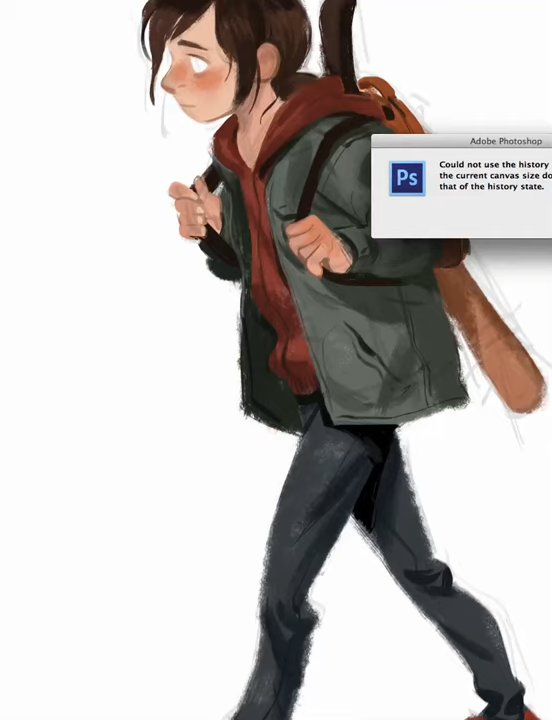 Adobe Photoshop
Ps
Could not use the history
the current canvas size do
that of the history state.